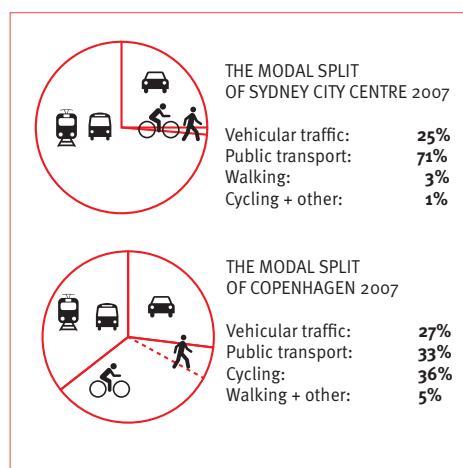 THE MODAL SPLIT
OF SYDNEY CITY CENTRE 2007
Vehicular traffic: 25%
Public transport: 71%
Walking: 3%
Cycling + other: 1%
THE MODAL SPLIT
OF COPENHAGEN 2007
Vehicular traffic: 27%
Public transport: 33%
Cycling: 36%
Walking + other: 5%